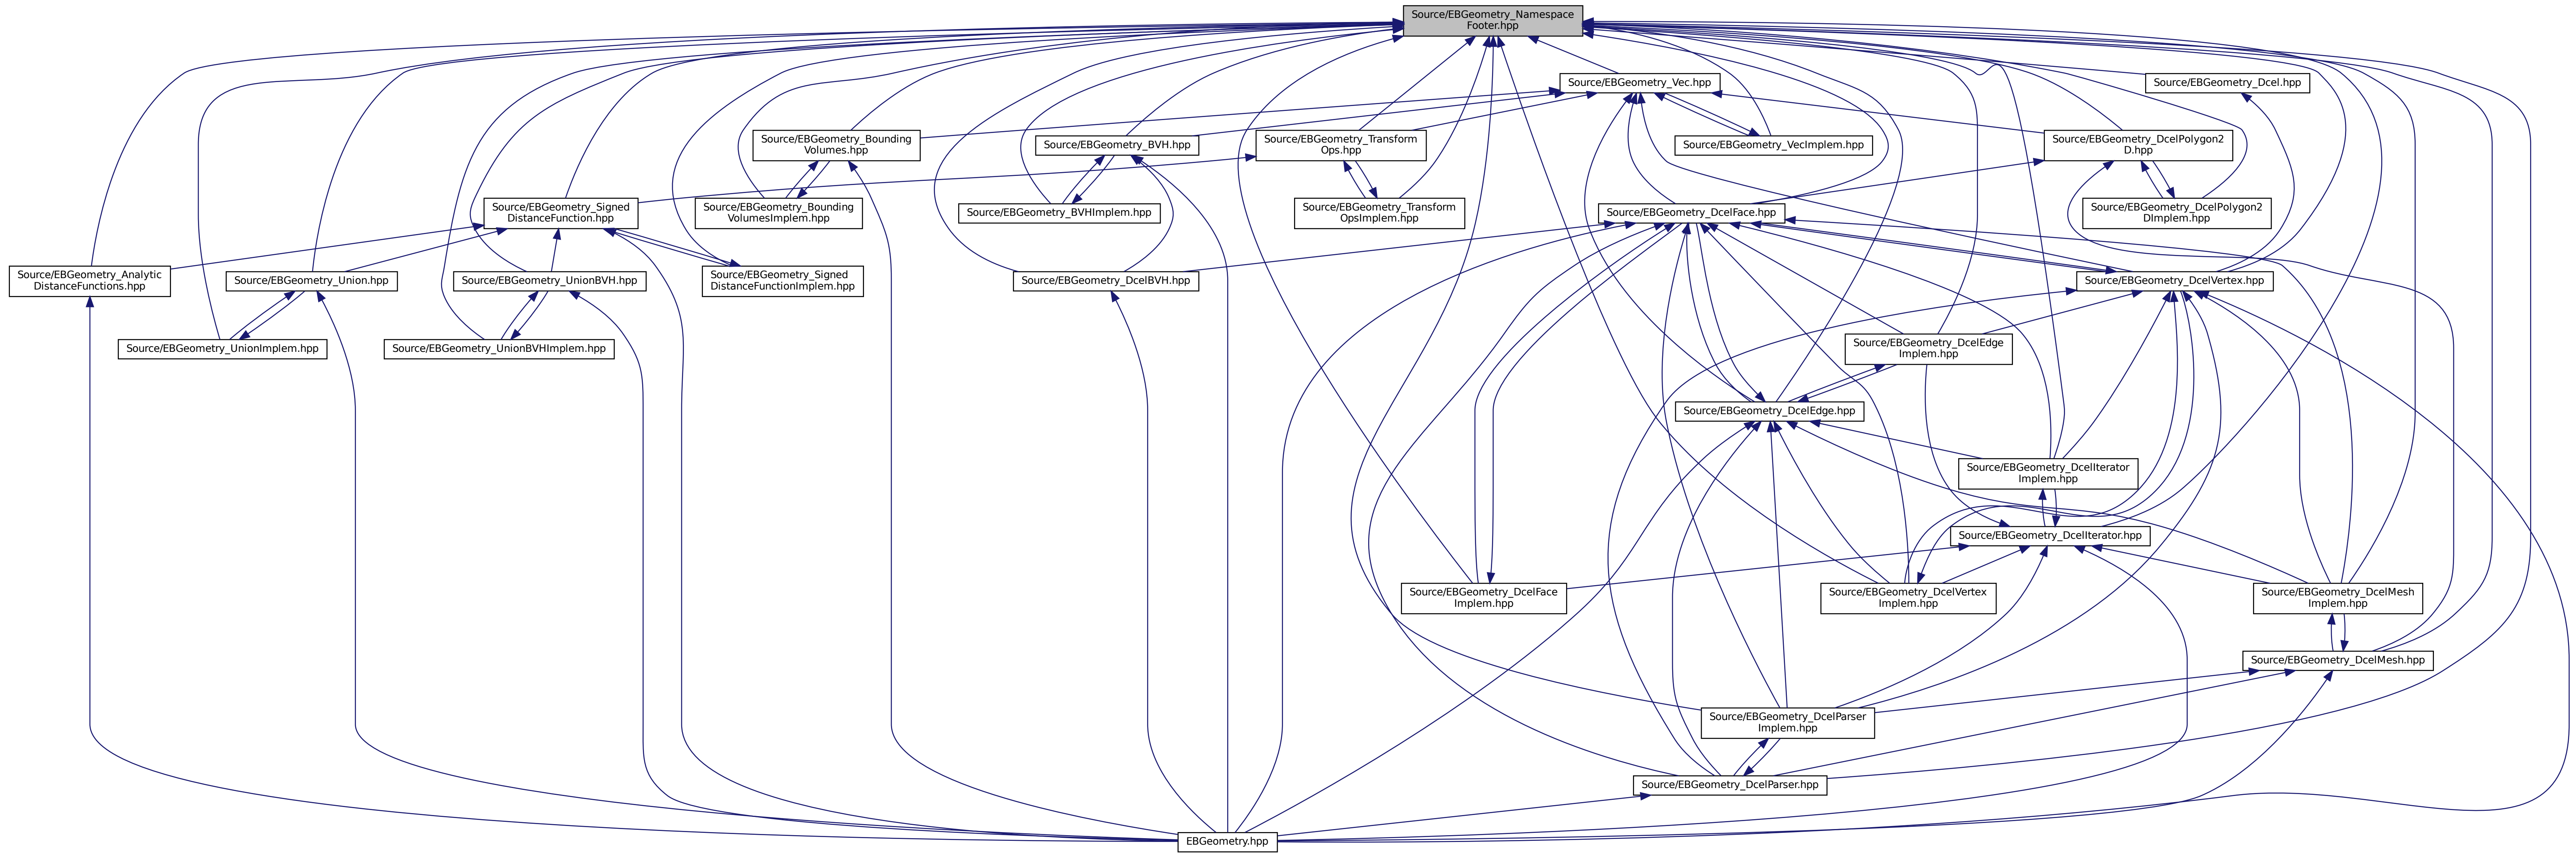 Source/EBGeometry_Namespace
Footer.hpp
Source/EBGeometry_Vec.hpp
Source/EBGeometry_Dcel.hpp
Source/EBGeometry_Bounding
Volumes.hpp
Source/EBGeometry_BVH.hpp
Source/EBGeometry_Transform
Ops.hpp
Source/EBGeometry_VecImplem.hpp
Source/EBGeometry_DcelPolygon2
D.hpp
Source/EBGeometry_Signed
DistanceFunction.hpp
Source/EBGeometry_Bounding
VolumesImplem.hpp
Source/EBGeometry_BVHImplem.hpp
Source/EBGeometry_Transform
OpsImplem.hpp
Source/EBGeometry_DcelFace.hpp
Source/EBGeometry_DcelPolygon2
DImplem.hpp
Source/EBGeometry_Analytic
DistanceFunctions.hpp
Source/EBGeometry_Union.hpp
Source/EBGeometry_UnionBVH.hpp
Source/EBGeometry_Signed
DistanceFunctionImplem.hpp
Source/EBGeometry_DcelBVH.hpp
Source/EBGeometry_DcelVertex.hpp
Source/EBGeometry_UnionImplem.hpp
Source/EBGeometry_UnionBVHImplem.hpp
Source/EBGeometry_DcelEdge
Implem.hpp
Source/EBGeometry_DcelEdge.hpp
Source/EBGeometry_DcelIterator
Implem.hpp
Source/EBGeometry_DcelIterator.hpp
Source/EBGeometry_DcelFace
Implem.hpp
Source/EBGeometry_DcelVertex
Implem.hpp
Source/EBGeometry_DcelMesh
Implem.hpp
Source/EBGeometry_DcelMesh.hpp
Source/EBGeometry_DcelParser
Implem.hpp
Source/EBGeometry_DcelParser.hpp
EBGeometry.hpp